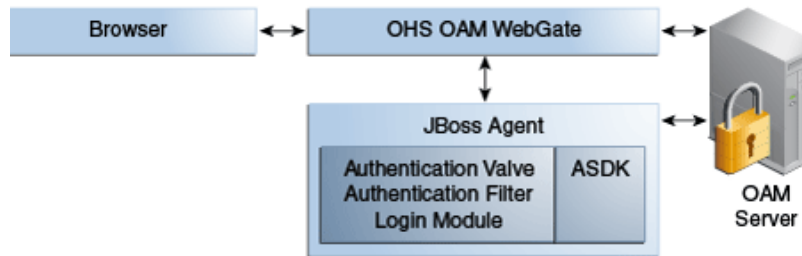 Browser
OHS OAM WebGate
JBoss Agent
Authentication Valve
Authentication Filter
Login Module
ASDK
OAM
Server